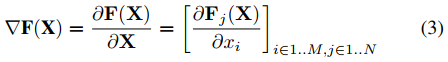 ∇F(X) = ∂F(X)/∂X = [∂F_j(X)/∂x_i]_{i∈1..M,j∈1..N} (3)